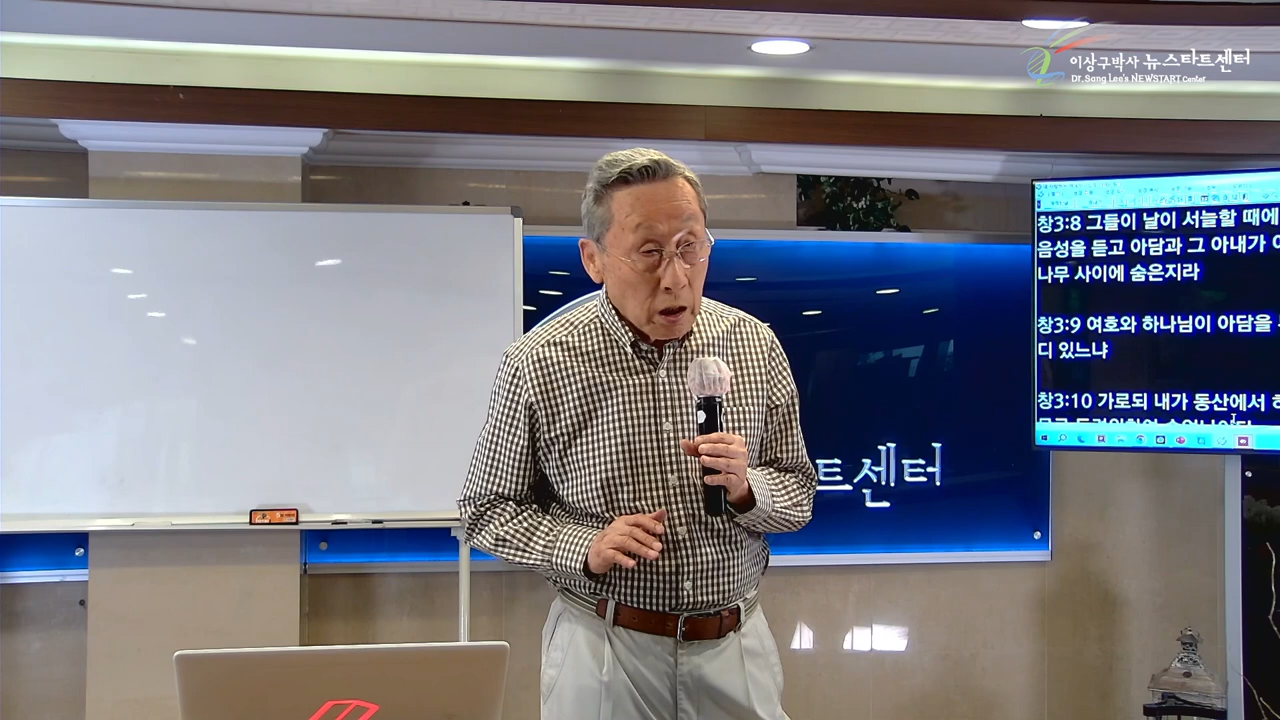 이상구박사 뉴스타트센터
Dr. Sang Lee's NEWSTART Center
창3:8 그들이 날이 서늘할 때에
음성을 듣고 아담과 그 아내가
나무 사이에 숨은지라
창3:9 여호와 하나님이 아담을
디 있느냐
창3:10 가로되 내가 동산에서
트센터